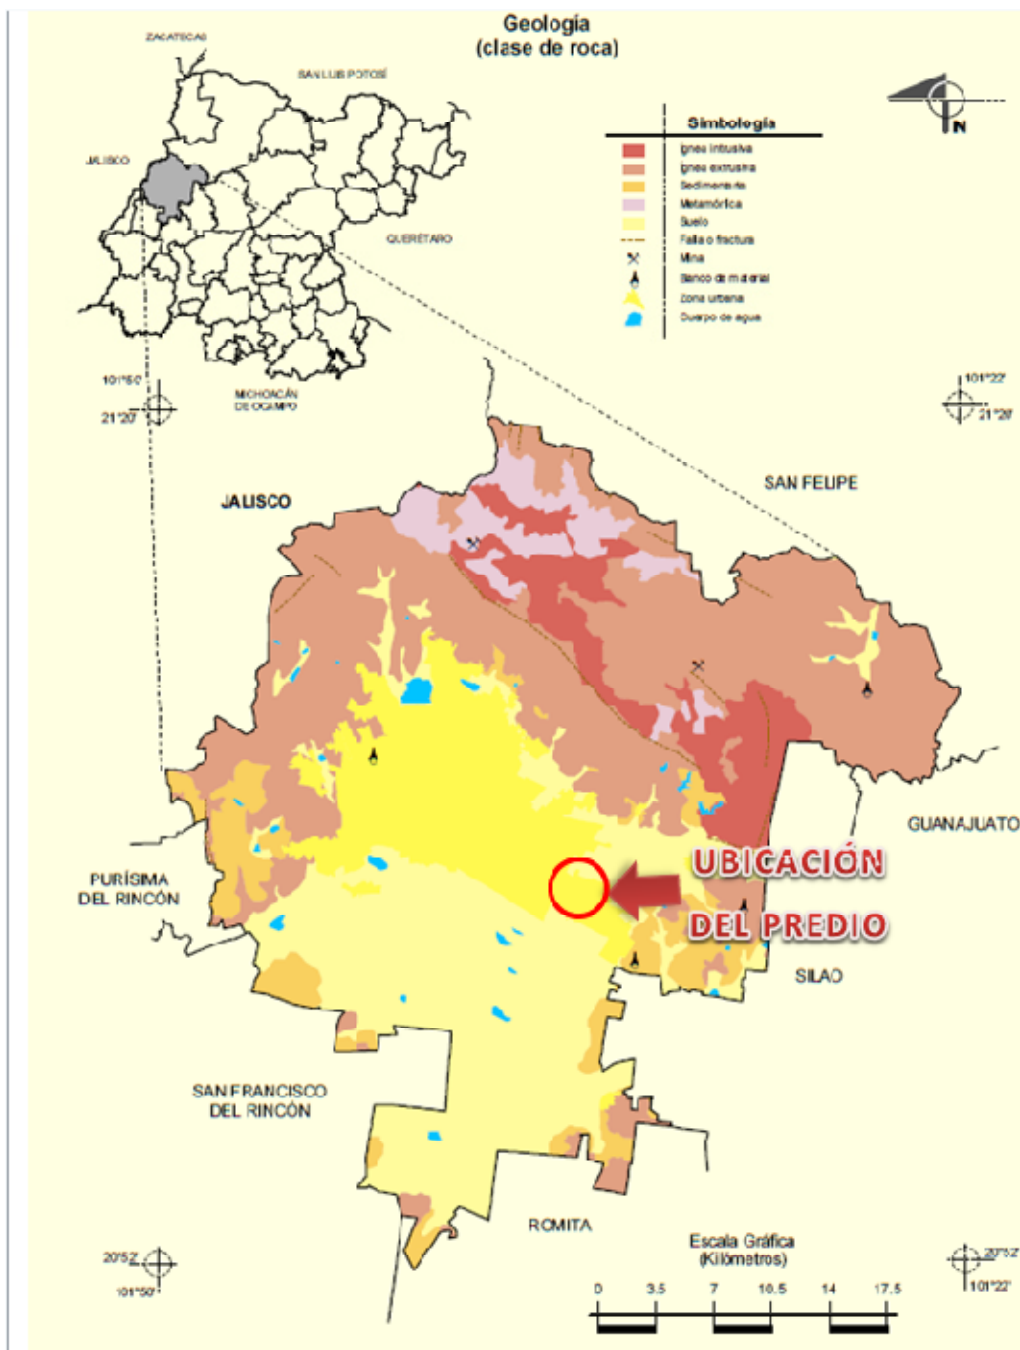 Geología
(clase de roca)
ZACATECAS
SAN LUIS POTOSÍ
JALISCO
QUERÉTARO
MICHOACÁN
DE OCAMPO
N
Simbología
Ígnea intrusiva
Ígnea extrusiva
Sedimentaria
Metamórfica
Suelo
Falla o fractura
Mina
Banco de material
Zona urbana
Cuerpo de agua
101°50'
21°20'
101°22'
21°20'
JALISCO
SAN FELIPE
GUANAJUATO
PURÍSIMA
DEL RINCÓN
UBICACIÓN
DEL PREDIO
SILAO
SAN FRANCISCO
DEL RINCÓN
ROMITA
20°52'
101°50'
Escala Gráfica
(Kilómetros)
0 3.5 7 10.5 14 17.5
20°52'
101°22'